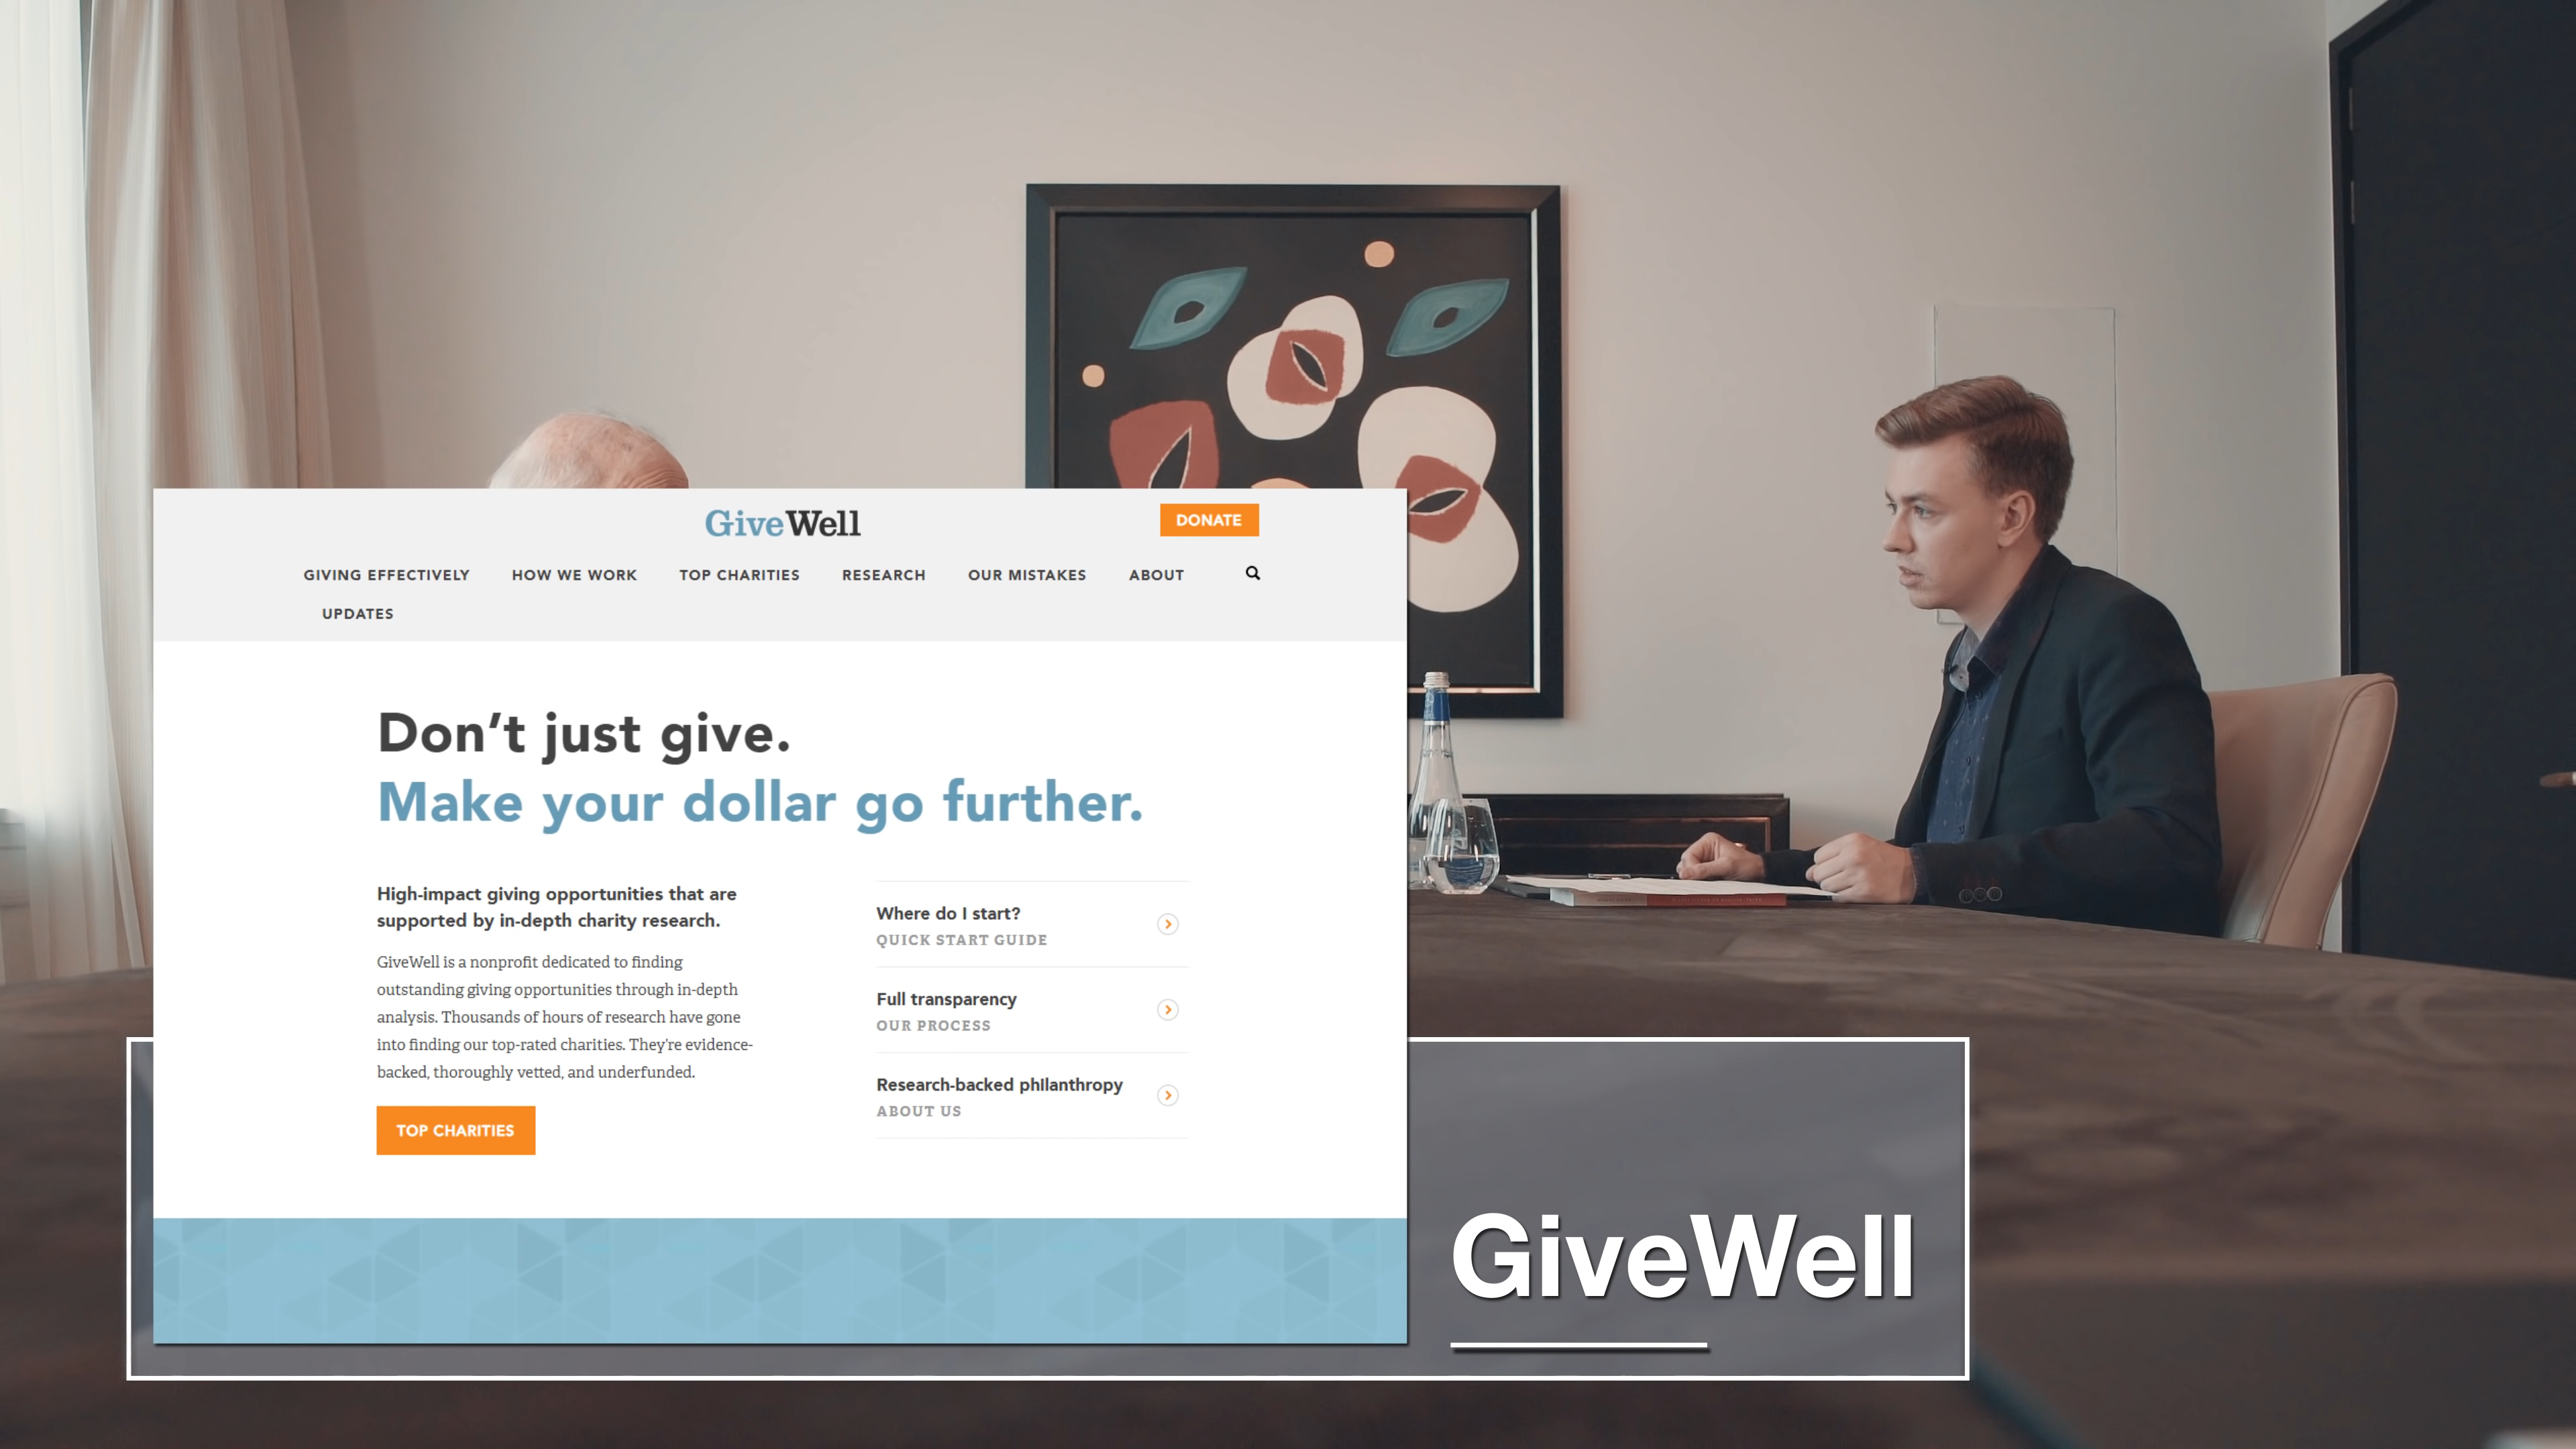 GiveWell
DONATE
GIVING EFFECTIVELY
HOW WE WORK
TOP CHARITIES
RESEARCH
OUR MISTAKES
ABOUT
UPDATES
Don't just give.
Make your dollar go further.
High-impact giving opportunities that are
supported by in-depth charity research.
GiveWell is a nonprofit dedicated to finding
outstanding giving opportunities through in-depth
analysis. Thousands of hours of research have gone
into finding our top-rated charities. They're evidence-
backed, thoroughly vetted, and underfunded.
TOP CHARITIES
Where do I start?
QUICK START GUIDE
Full transparency
OUR PROCESS
Research-backed philanthropy
ABOUT US
GiveWell